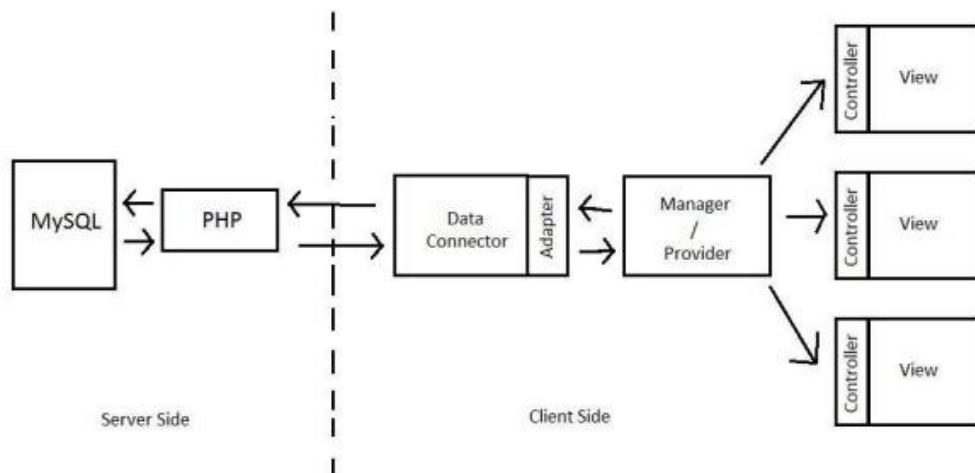 MySQL
PHP
Data
Connector
Adapter
Manager
/
Provider
Controller
View
Controller
View
Controller
View
Server Side
Client Side